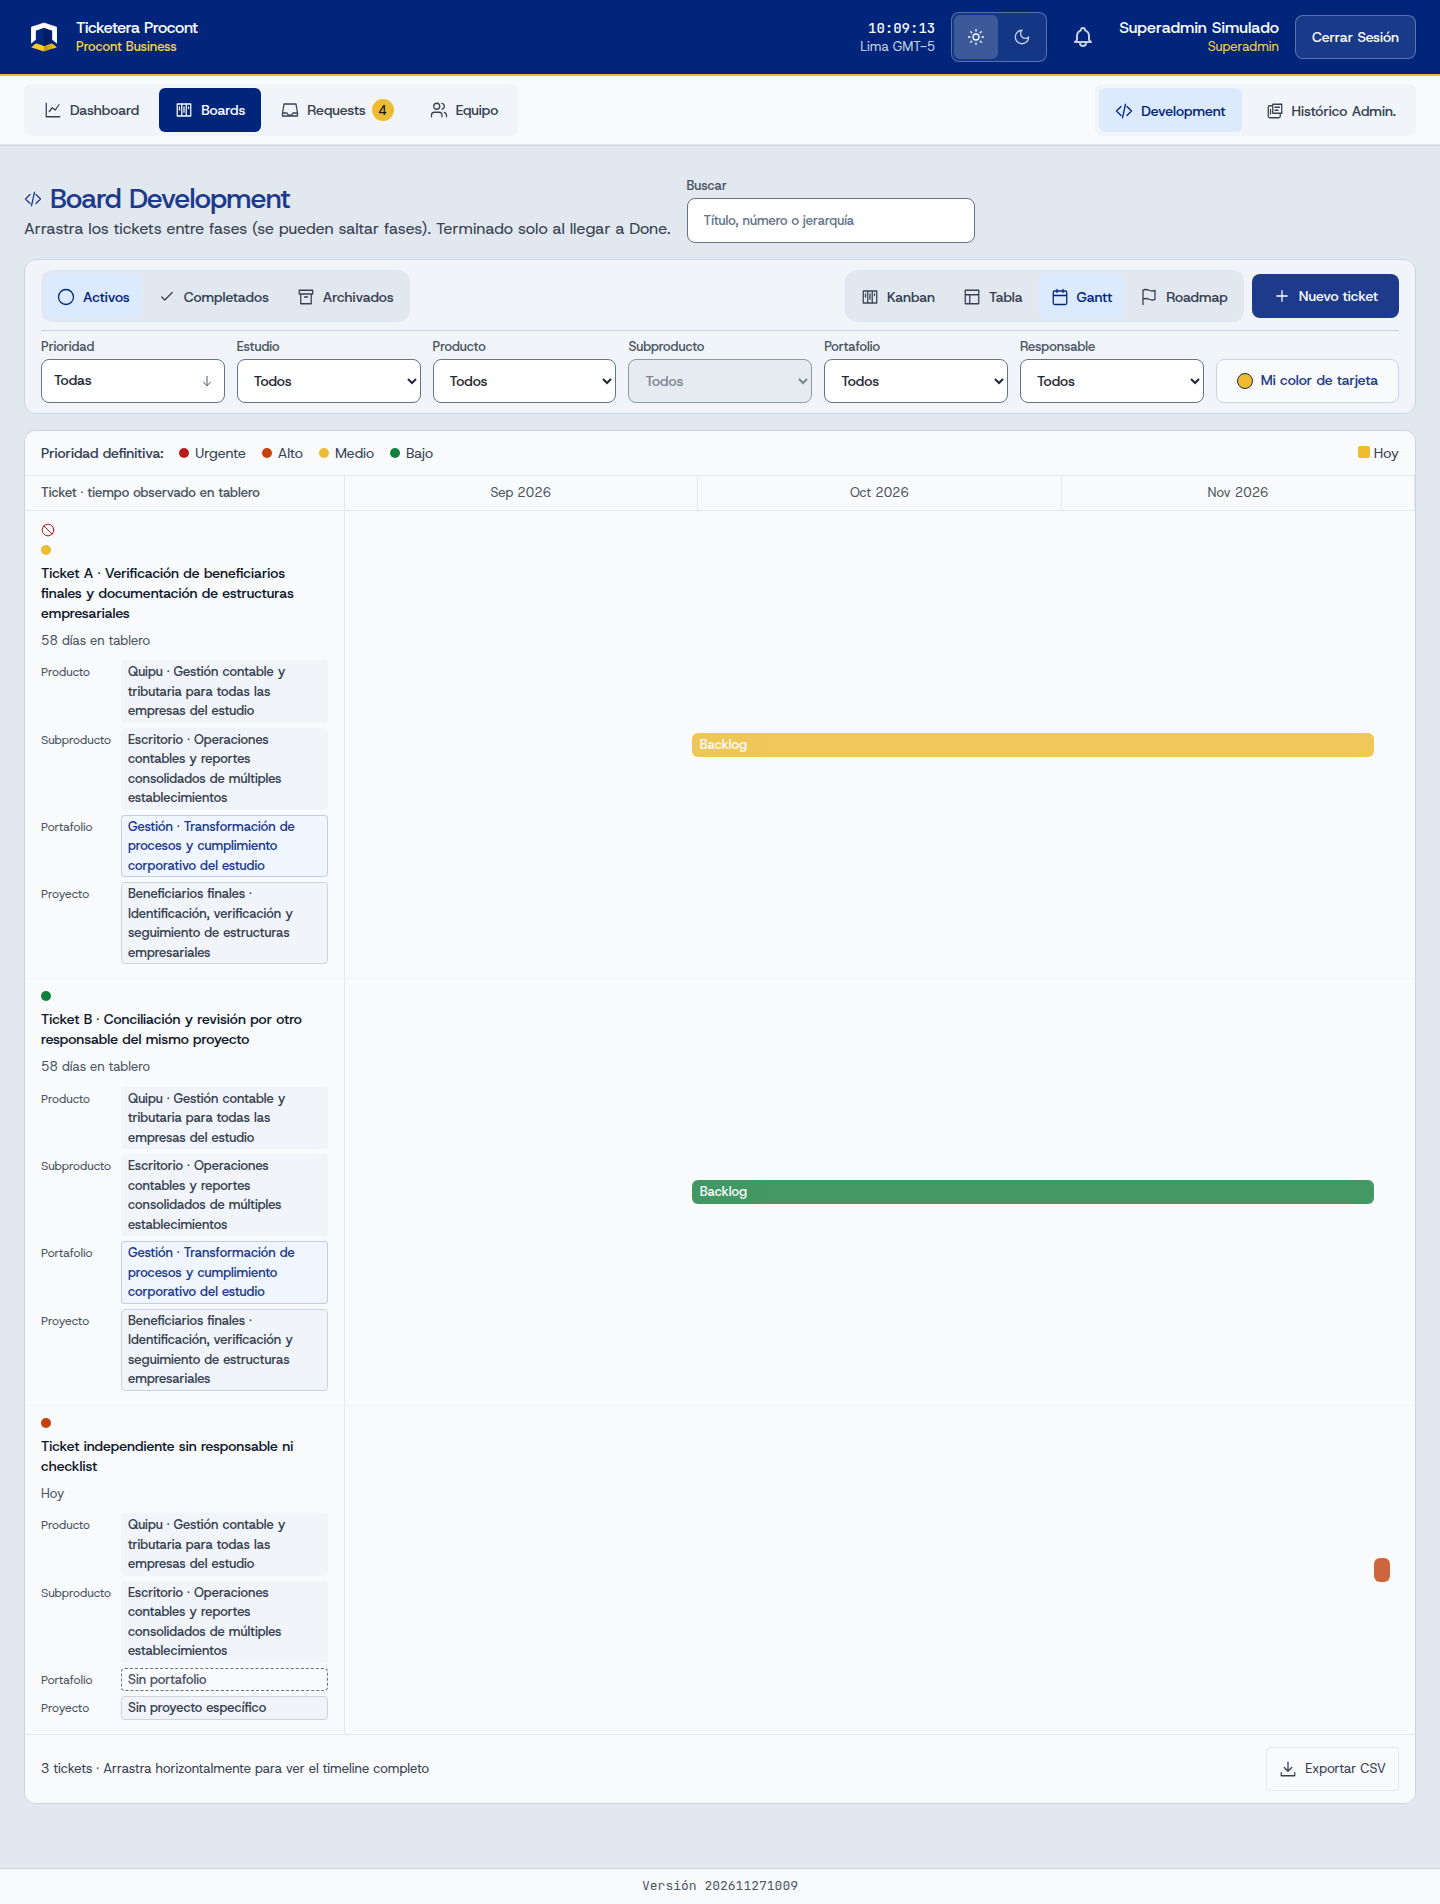 Ticketera Procont
Procont Business
10:09:13
Lima GMT-5
Superadmin Simulado
Superadmin
Cerrar Sesión
Dashboard
Boards
Requests 4
Equipo
Development
Histórico Admin.
Board Development
Arrastra los tickets entre fases (se pueden saltar fases). Terminado solo al llegar a Done.
Buscar
Título, número o jerarquía
Activos
Completados
Archivados
Kanban
Tabla
Gantt
Roadmap
Nuevo ticket
Prioridad
Todas
Estudio
Todos
Producto
Todos
Subproducto
Todos
Portafolio
Todos
Responsable
Todos
Mi color de tarjeta
Prioridad definitiva: Urgente Alto Medio Bajo
Hoy
Ticket · tiempo observado en tablero
Sep 2026
Oct 2026
Nov 2026
Ticket A · Verificación de beneficiarios
finales y documentación de estructuras
empresariales
58 días en tablero
Producto
Quipu · Gestión contable y
tributaria para todas las
empresas del estudio
Subproducto
Escritorio · Operaciones
contables y reportes
consolidados de múltiples
establecimientos
Portafolio
Gestión · Transformación de
procesos y cumplimiento
corporativo del estudio
Proyecto
Beneficiarios finales ·
Identificación, verificación y
seguimiento de estructuras
empresariales
Backlog
Ticket B · Conciliación y revisión por otro
responsable del mismo proyecto
58 días en tablero
Producto
Quipu · Gestión contable y
tributaria para todas las
empresas del estudio
Subproducto
Escritorio · Operaciones
contables y reportes
consolidados de múltiples
establecimientos
Portafolio
Gestión · Transformación de
procesos y cumplimiento
corporativo del estudio
Proyecto
Beneficiarios finales ·
Identificación, verificación y
seguimiento de estructuras
empresariales
Backlog
Ticket independiente sin responsable ni
checklist
Hoy
Producto
Quipu · Gestión contable y
tributaria para todas las
empresas del estudio
Subproducto
Escritorio · Operaciones
contables y reportes
consolidados de múltiples
establecimientos
Portafolio
Sin portafolio
Proyecto
Sin proyecto específico
3 tickets · Arrastra horizontalmente para ver el timeline completo
Exportar CSV
Versión 202611271009